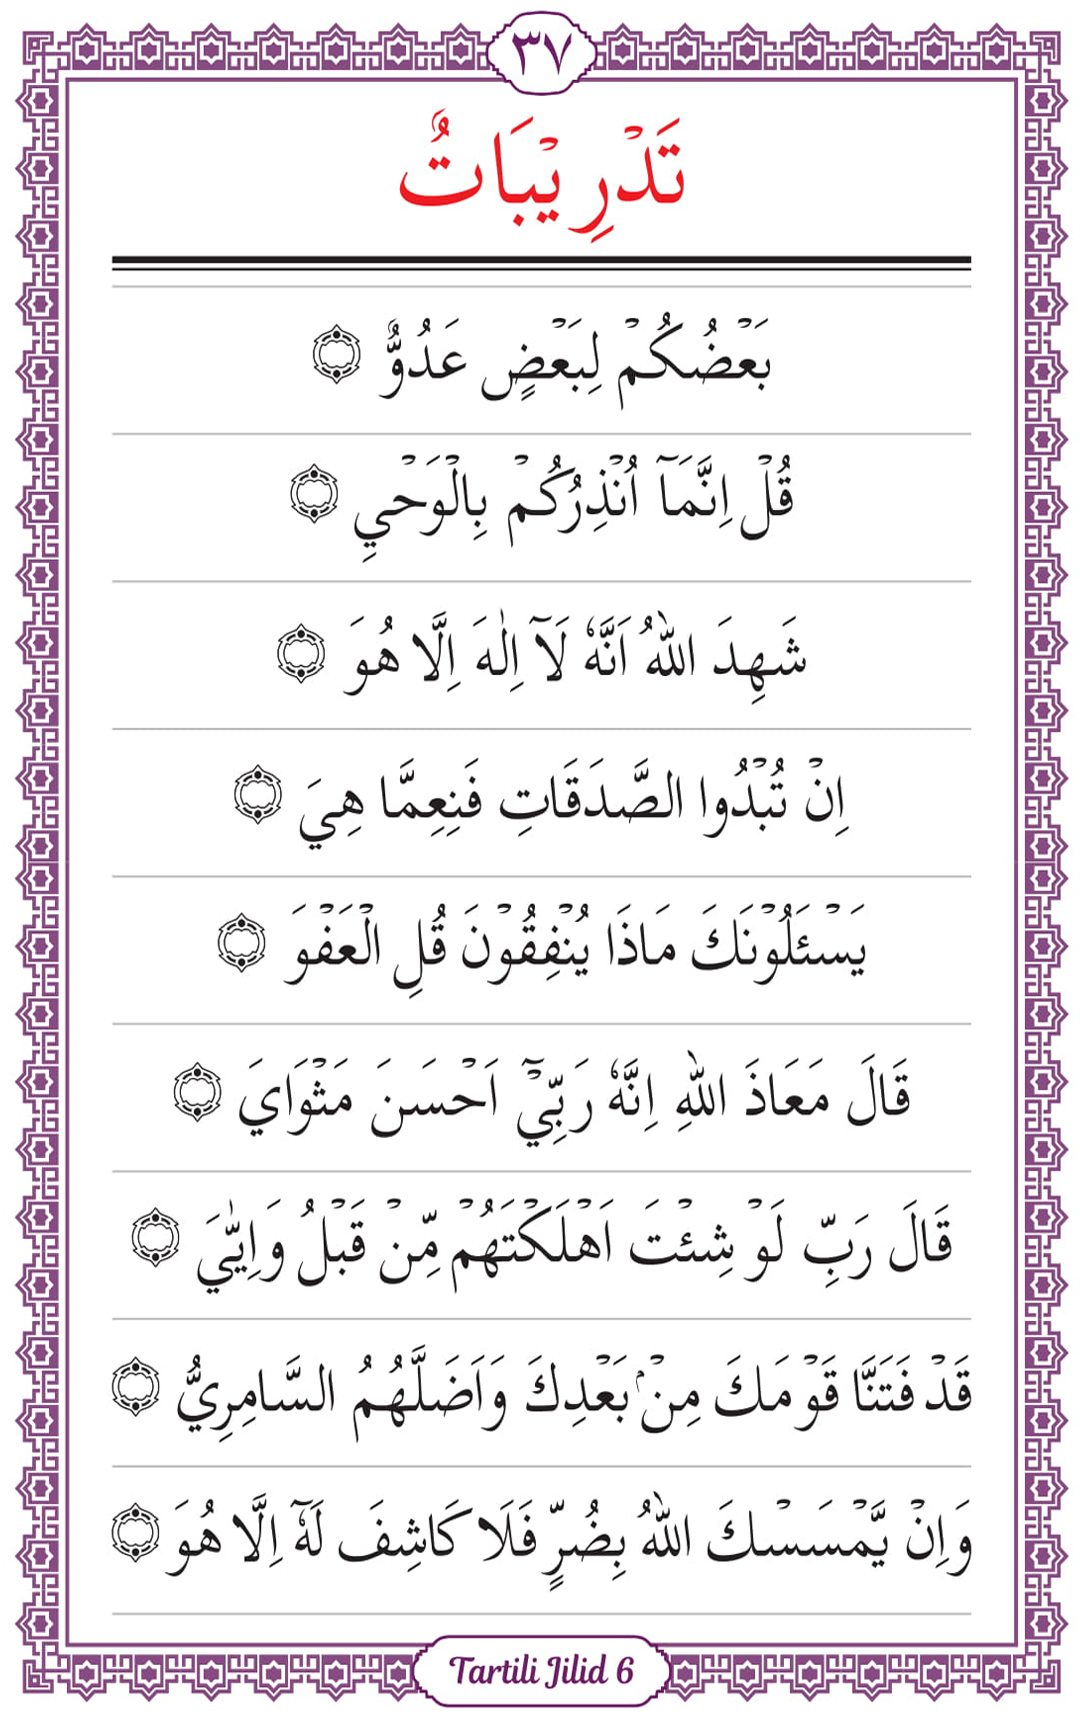 ٣٧
تَدْرِيْبَاتٌ
بَعْضُكُمْ لِبَعْضٍ عَدُوٌّ
قُلْ اِنَّمَآ اُنْذِرُكُمْ بِالْوَحْيِ
شَهِدَ اللّٰهُ اَنَّهٗ لَآ اِلٰهَ اِلَّا هُوَ
اِنْ تُبْدُوا الصَّدَقَاتِ فَنِعِمَّا هِيَ
يَسْـَٔلُوْنَكَ مَاذَا يُنْفِقُوْنَ قُلِ الْعَفْوَ
قَالَ مَعَاذَ اللّٰهِ اِنَّهٗ رَبِّيْٓ اَحْسَنَ مَثْوَايَ
قَالَ رَبِّ لَوْ شِئْتَ اَهْلَكْتَهُمْ مِّنْ قَبْلُ وَاِيّٰيَ
قَدْ فَتَنَّا قَوْمَكَ مِنْۢ بَعْدِكَ وَاَضَلَّهُمُ السَّامِرِيُّ
وَاِنْ يَّمْسَسْكَ اللّٰهُ بِضُرٍّ فَلَا كَاشِفَ لَهٗٓ اِلَّا هُوَ
Tartili Jilid 6